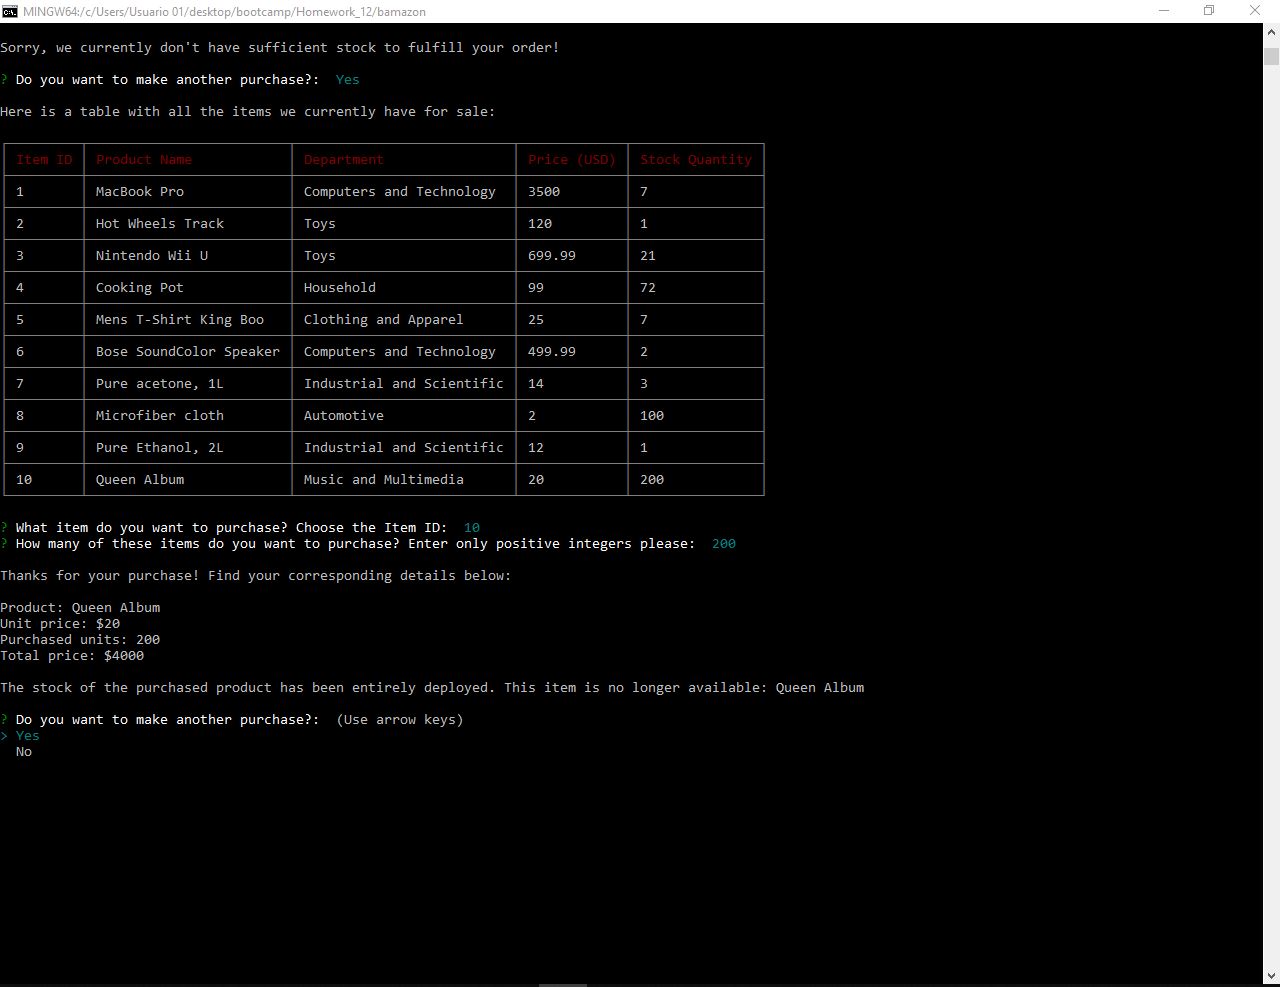 MINGW64:/c/Users/Usuario 01/desktop/bootcamp/Homework_12/bamazon
Sorry, we currently don't have sufficient stock to fulfill your order!
? Do you want to make another purchase?:  Yes
Here is a table with all the items we currently have for sale:
Item ID Product Name Department Price (USD) Stock Quantity
1 MacBook Pro Computers and Technology 3500 7
2 Hot Wheels Track Toys 120 1
3 Nintendo Wii U Toys 699.99 21
4 Cooking Pot Household 99 72
5 Mens T-Shirt King Boo Clothing and Apparel 25 7
6 Bose SoundColor Speaker Computers and Technology 499.99 2
7 Pure acetone, 1L Industrial and Scientific 14 3
8 Microfiber cloth Automotive 2 100
9 Pure Ethanol, 2L Industrial and Scientific 12 1
10 Queen Album Music and Multimedia 20 200
? What item do you want to purchase? Choose the Item ID:  10
? How many of these items do you want to purchase? Enter only positive integers please:  200
Thanks for your purchase! Find your corresponding details below:
Product: Queen Album
Unit price: $20
Purchased units: 200
Total price: $4000
The stock of the purchased product has been entirely deployed. This item is no longer available: Queen Album
? Do you want to make another purchase?:  (Use arrow keys)
> Yes
No